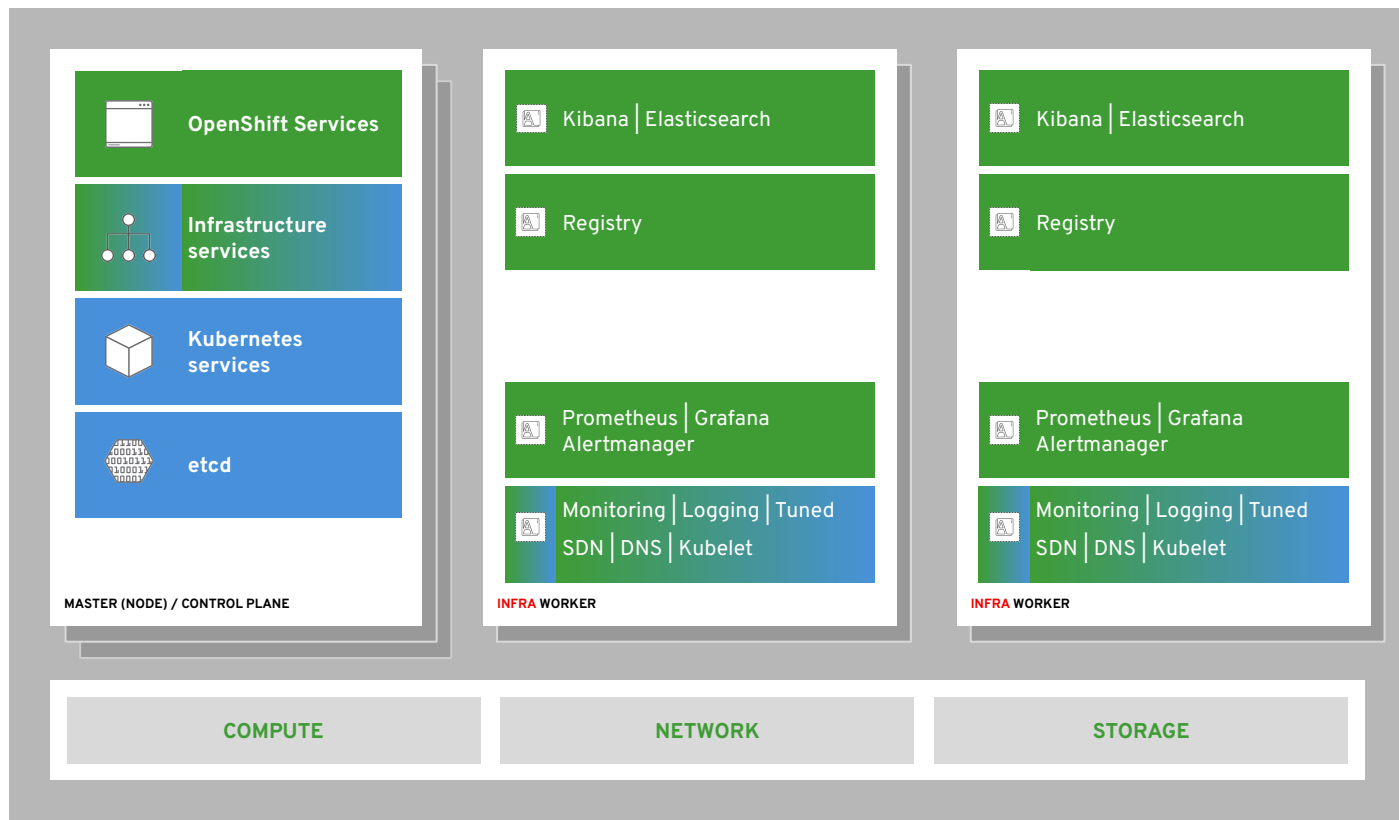 OpenShift Services
Infrastructure
services
Kubernetes
services
etcd
MASTER (NODE) / CONTROL PLANE
Kibana | Elasticsearch
Registry
Prometheus | Grafana
Alertmanager
Monitoring | Logging | Tuned
SDN | DNS | Kubelet
INFRA WORKER
Kibana | Elasticsearch
Registry
Prometheus | Grafana
Alertmanager
Monitoring | Logging | Tuned
SDN | DNS | Kubelet
INFRA WORKER
COMPUTE
NETWORK
STORAGE